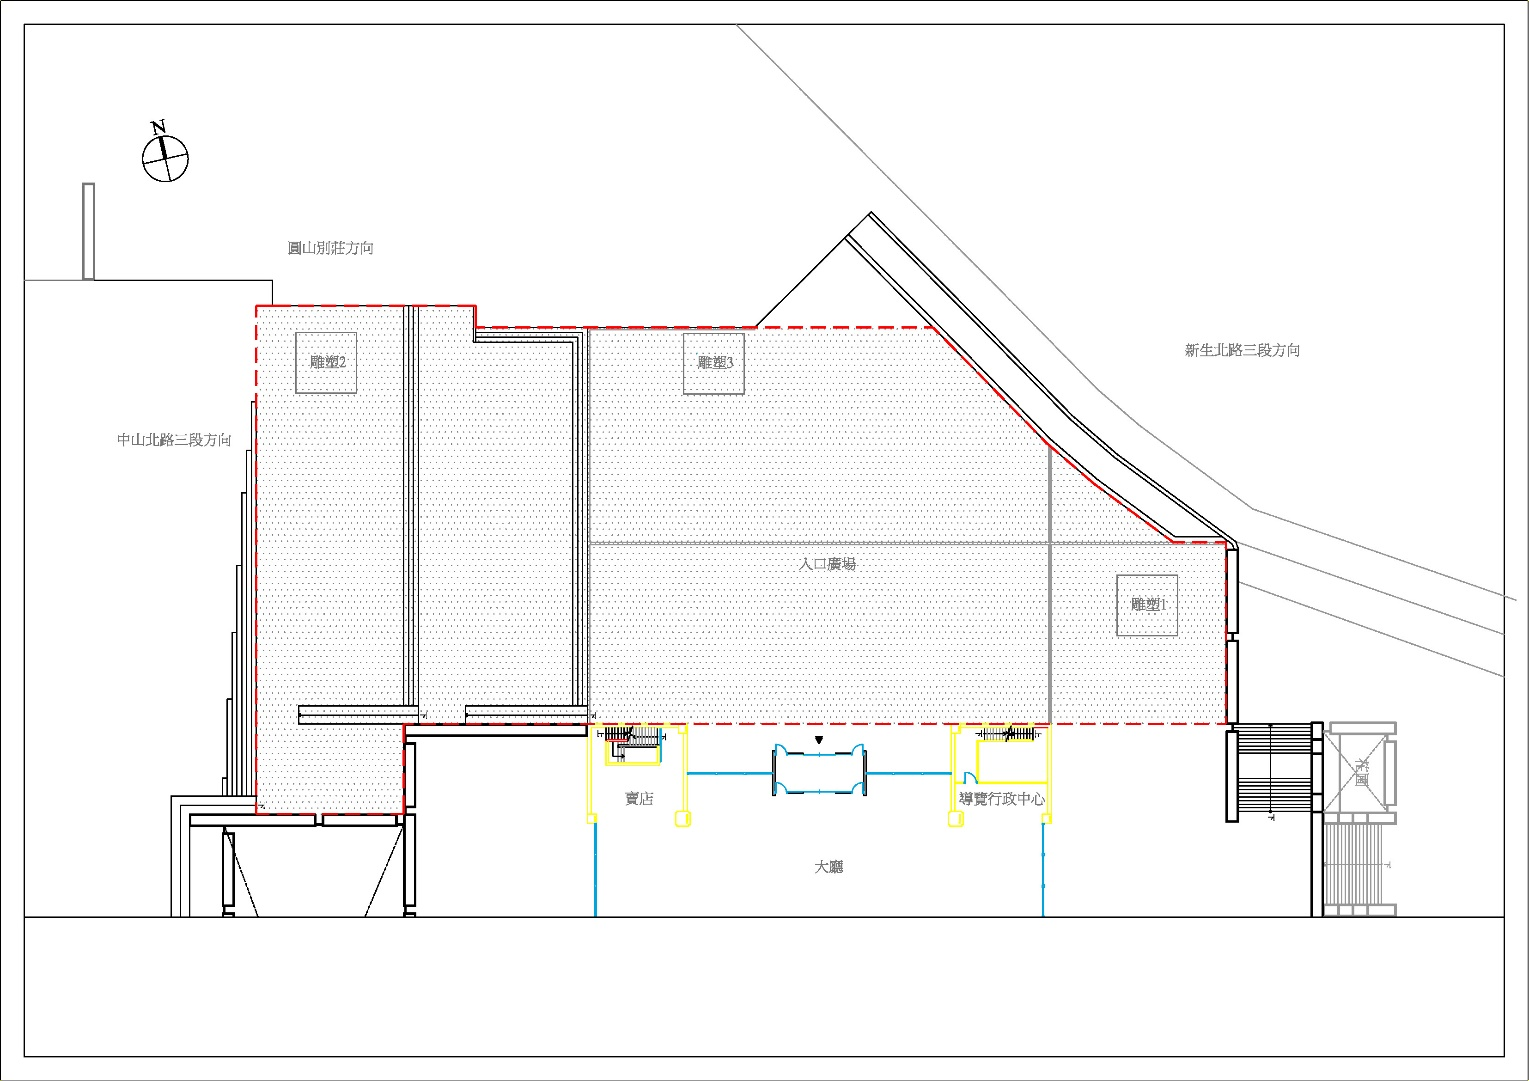 N
圓山別莊方向
新生北路三段方向
雕塑2
雕塑3
中山北路三段方向
入口廣場
雕塑1
花園
賣店
導覽行政中心
大廳